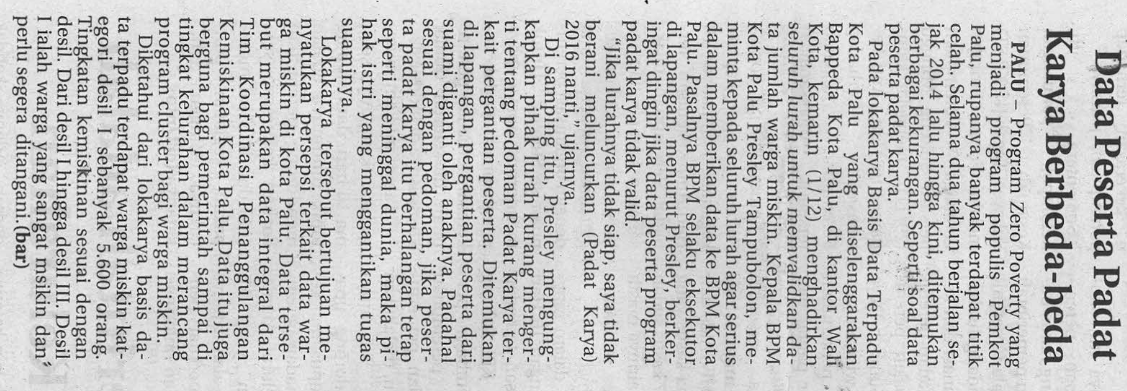 Data Peserta Padat
Karya Berbeda-beda
PALU – Program Zero Poverty yang
menjadi program populis Pemkot
Palu, rupanya banyak terdapat titik
celah. Selama dua tahun berjalan se-
jak 2014 lalu hingga kini, ditemukan
berbagai kekurangan. Seperti soal data
peserta padat karya.
Pada lokakarya Basis Data Terpadu
Kota Palu yang diselenggarakan
Bappeda Kota Palu, di kantor Wali
Kota, kemarin (1/12) menghadirkan
seluruh lurah untuk memvalidkan da-
ta jumlah warga miskin. Kepala BPM
Kota Palu Presley Tampubolon, me-
minta kepada seluruh lurah agar serius
dalam memberikan data ke BPM Kota
Palu. Pasalnya BPM selaku eksekutor
di lapangan, menurut Presley, berker-
ingat dingin jika data peserta program
padat karya tidak valid.
“Jika lurahnya tidak siap, saya tidak
berani meluncurkan (Padat Karya)
2016 nanti,” ujarnya.
Di samping itu, Presley mengung-
kapkan pihak lurah kurang menger-
ti tentang pedoman Padat Karya ter-
kait pergantian peserta. Ditemukan
di lapangan, pergantian peserta dari
suami diganti oleh anaknya. Padahal
sesuai dengan pedoman, jika peser-
ta padat karya itu berhalangan tetap
seperti meninggal dunia, maka pi-
hak istri yang menggantikan tugas
suaminya.
Lokakarya tersebut bertujuan me-
nyatukan persepsi terkait data war-
ga miskin di kota Palu. Data terse-
but merupakan data integral dari
Tim Koordinasi Penanggulangan
Kemiskinan Kota Palu. Data itu juga
berguna bagi pemerintah sampai di
tingkat kelurahan dalam merancang
program cluster bagi warga miskin.
Diketahui dari lokakarya basis da-
ta terpadu terdapat warga miskin kat-
egori desil I sebanyak 5.600 orang.
Tingkatan kemiskinan sesuai dengan
desil. Dari desil I hingga desil III. Desil
I ialah warga yang sangat msikin dan
perlu segera ditangani.(bar)